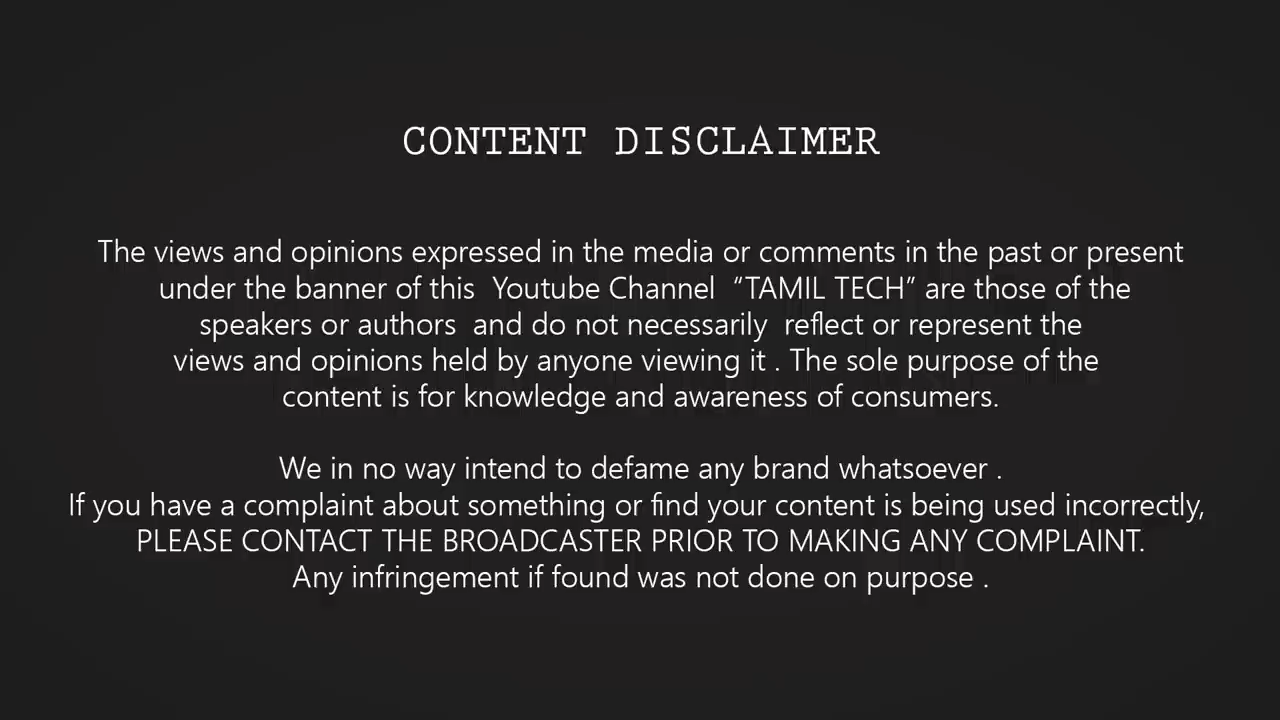 CONTENT DISCLAIMER
The views and opinions expressed in the media or comments in the past or present
under the banner of this  Youtube Channel  “TAMIL TECH” are those of the
speakers or authors  and do not necessarily  reflect or represent the
views and opinions held by anyone viewing it . The sole purpose of the
content is for knowledge and awareness of consumers.
We in no way intend to defame any brand whatsoever .
If you have a complaint about something or find your content is being used incorrectly,
PLEASE CONTACT THE BROADCASTER PRIOR TO MAKING ANY COMPLAINT.
Any infringement if found was not done on purpose .